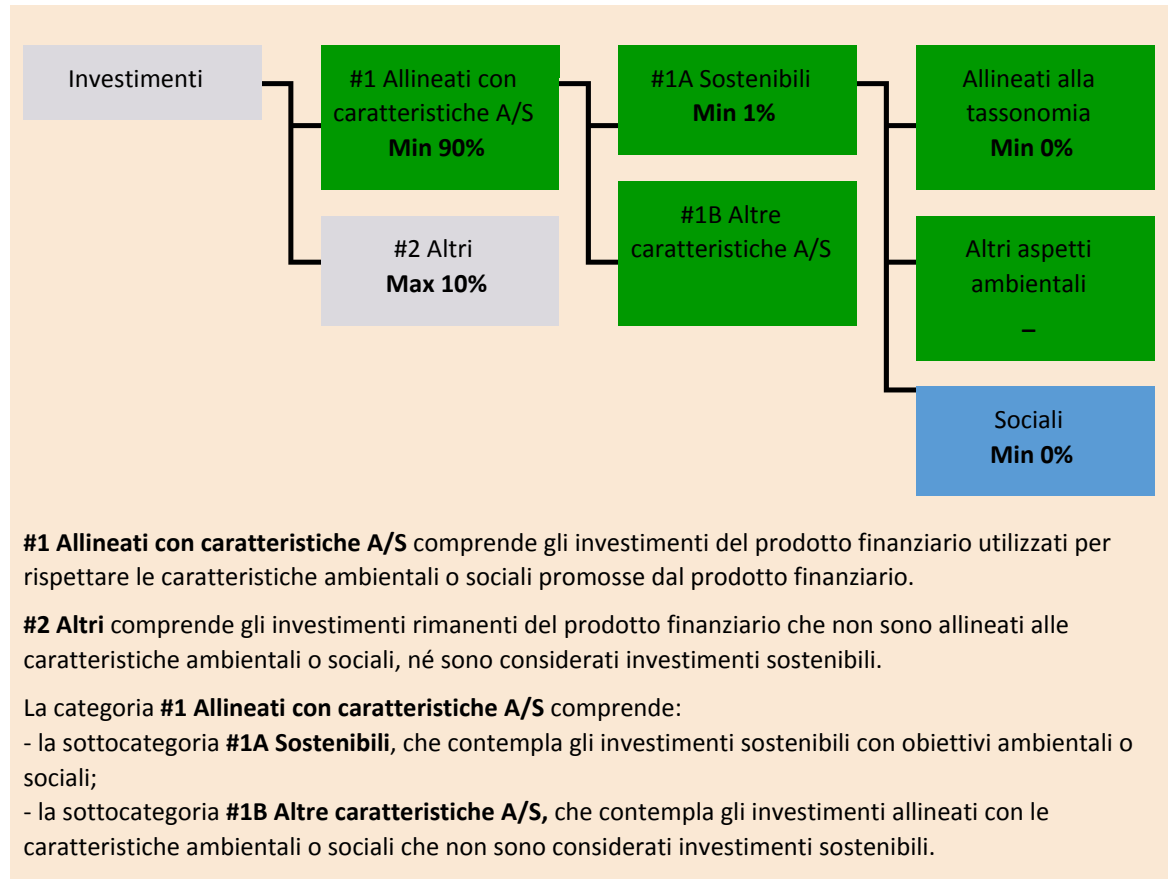 Investimenti
#1 Allineati con
caratteristiche A/S
Min 90%
#2 Altri
Max 10%
#1A Sostenibili
Min 1%
#1B Altre
caratteristiche A/S
Allineati alla
tassonomia
Min 0%
Altri aspetti
ambientali
–
Sociali
Min 0%
#1 Allineati con caratteristiche A/S comprende gli investimenti del prodotto finanziario utilizzati per
rispettare le caratteristiche ambientali o sociali promosse dal prodotto finanziario.
#2 Altri comprende gli investimenti rimanenti del prodotto finanziario che non sono allineati alle
caratteristiche ambientali o sociali, né sono considerati investimenti sostenibili.
La categoria #1 Allineati con caratteristiche A/S comprende:
- la sottocategoria #1A Sostenibili, che contempla gli investimenti sostenibili con obiettivi ambientali o
sociali;
- la sottocategoria #1B Altre caratteristiche A/S, che contempla gli investimenti allineati con le
caratteristiche ambientali o sociali che non sono considerati investimenti sostenibili.